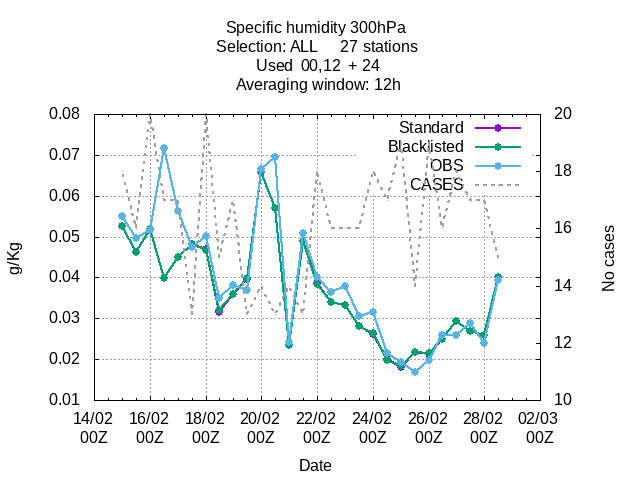 Specific humidity 300hPa
Selection: ALL 27 stations
Used 00,12 + 24
Averaging window: 12h
Standard
Blacklisted
OBS
CASES
g/Kg
0.08
0.07
0.06
0.05
0.04
0.03
0.02
0.01
20
18
16
14
12
10
No cases
14/02 16/02 18/02 20/02 22/02 24/02 26/02 28/02 02/03
00Z 00Z 00Z 00Z 00Z 00Z 00Z 00Z 00Z
Date